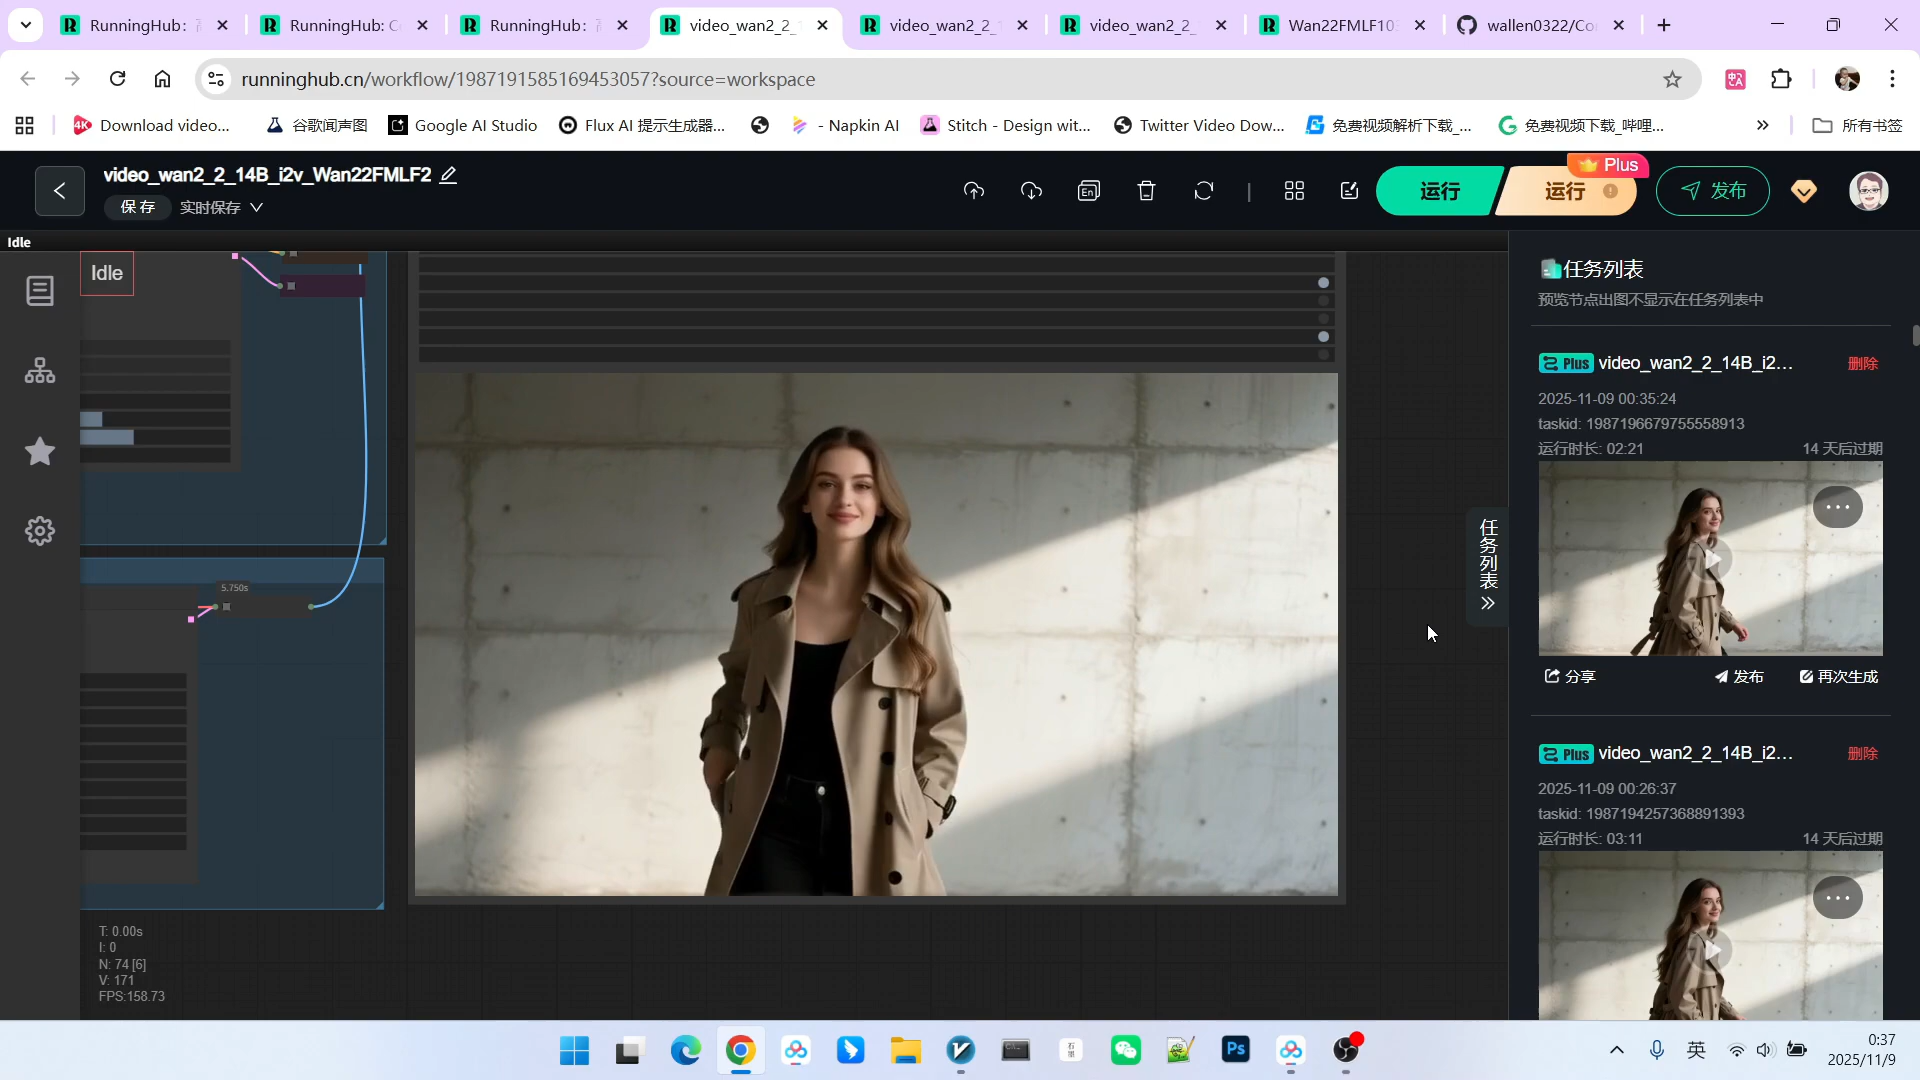 RunningHub：
RunningHub: C
RunningHub：
video_wan2_2_
video_wan2_2_
video_wan2_2_
Wan22FMLF103
wallen0322/Co
runninghub.cn/workflow/1987191585169453057?source=workspace
Download video...
谷歌闻声图
Google AI Studio
Flux AI 提示生成器...
- Napkin AI
Stitch - Design wit...
Twitter Video Dow...
免费视频解析下载_...
免费视频下载_哔哩...
所有书签
video_wan2_2_14B_i2v_Wan22FMLF2
保存
实时保存
En
运行
运行
Plus
发布
Idle
Idle
5.750s
T: 0.00s
I: 0
N: 74 [6]
V: 171
FPS:158.73
任务列表
任务列表
预览节点出图不显示在任务列表中
Plus
video_wan2_2_14B_i2...
删除
2025-11-09 00:35:24
taskid: 1987196679755558913
运行时长: 02:21
14 天后过期
分享
发布
再次生成
Plus
video_wan2_2_14B_i2...
删除
2025-11-09 00:26:37
taskid: 1987194257368891393
运行时长: 03:11
14 天后过期
Ps
英
0:37
2025/11/9